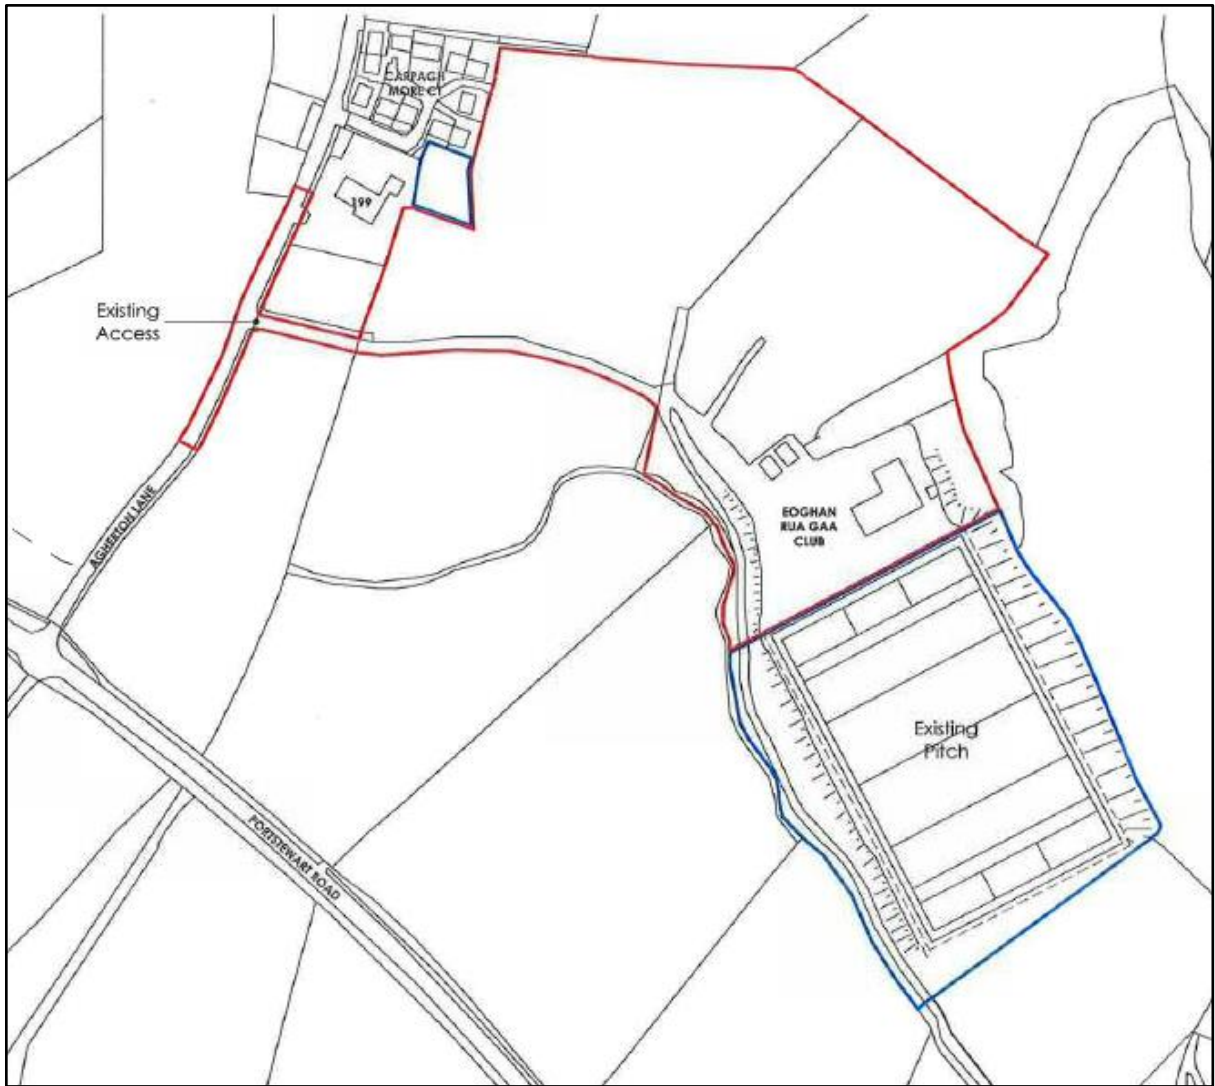 CARRAGH
MORE CT
199
Existing
Access
AGHERTON LANE
EOGHAN
RUA GAA
CLUB
Existing
Pitch
PORTSTEWART ROAD